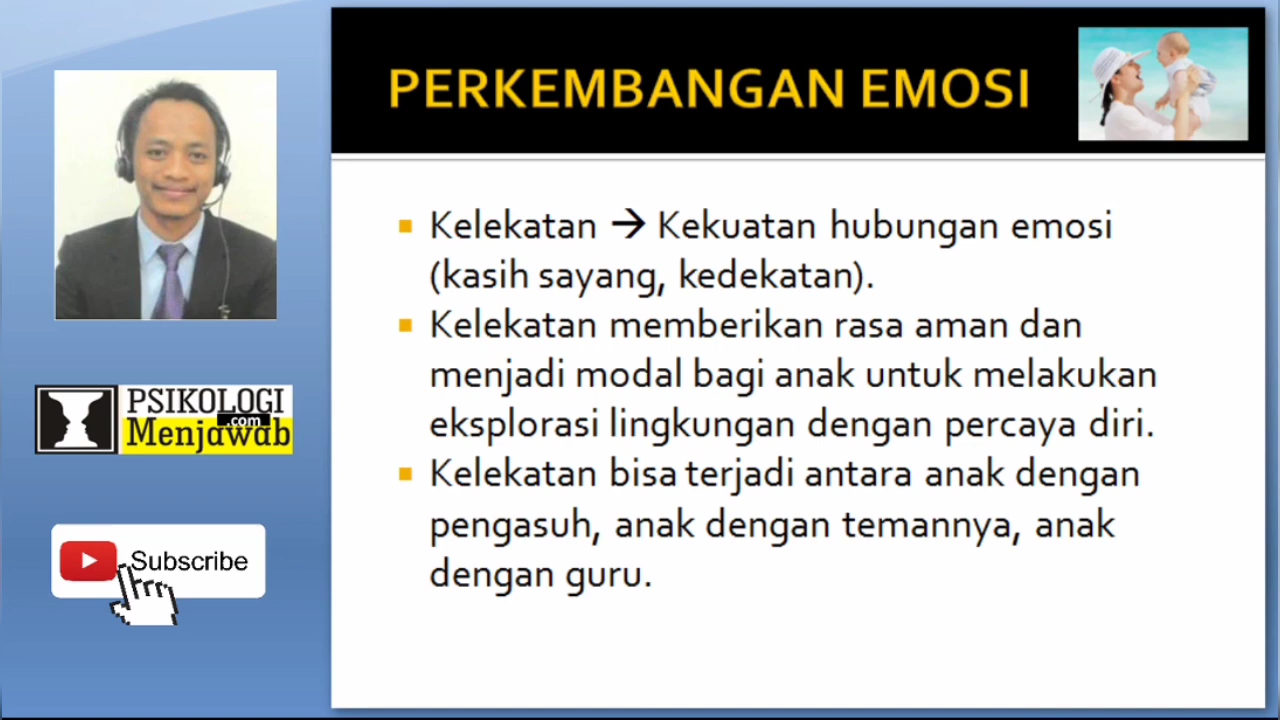 PERKEMBANGAN EMOSI
Kelekatan → Kekuatan hubungan emosi
(kasih sayang, kedekatan).
Kelekatan memberikan rasa aman dan
menjadi modal bagi anak untuk melakukan
eksplorasi lingkungan dengan percaya diri.
Kelekatan bisa terjadi antara anak dengan
pengasuh, anak dengan temannya, anak
dengan guru.
PSIKOLOGI
.com
Menjawab
Subscribe